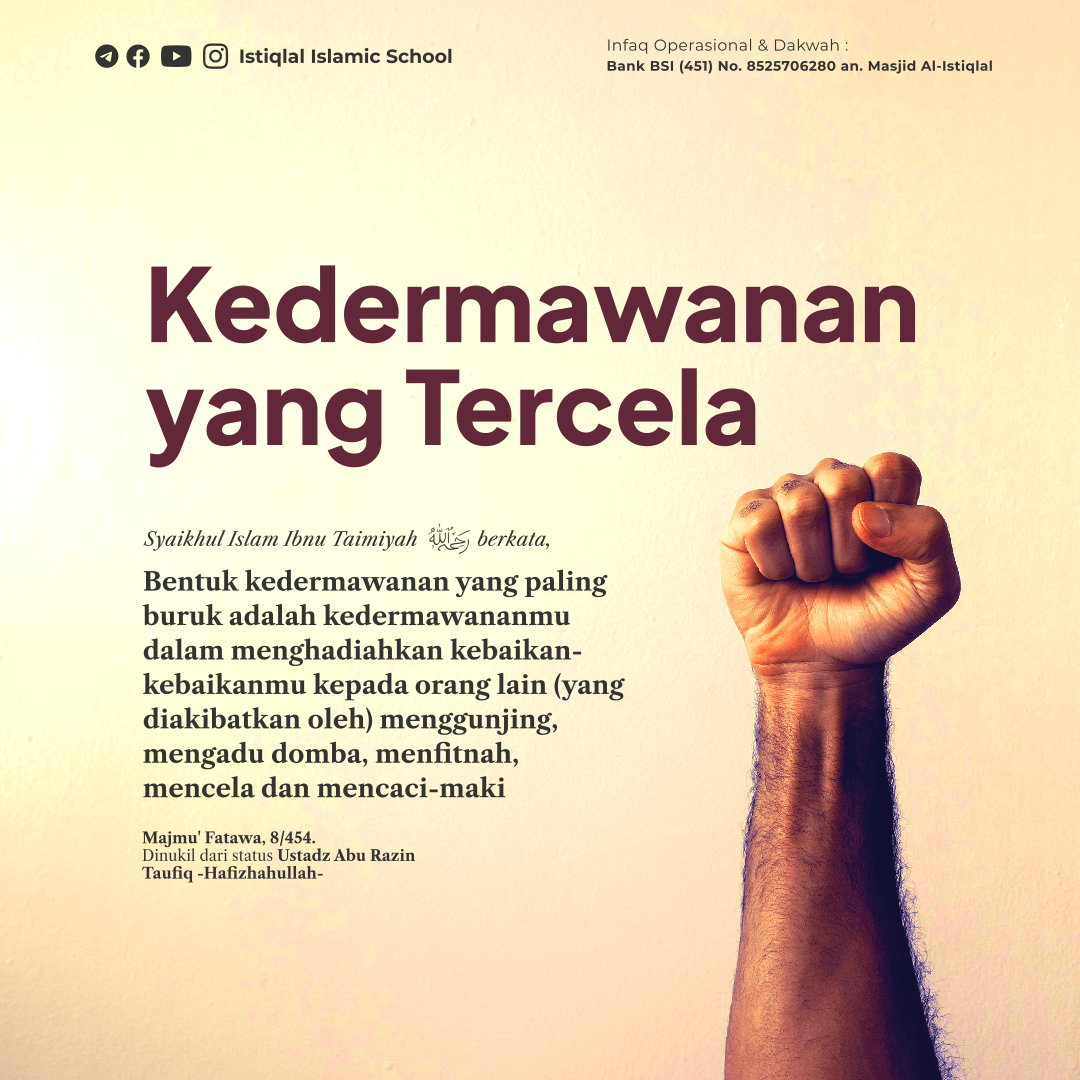 Istiqlal Islamic School
Infaq Operasional & Dakwah :
Bank BSI (451) No. 8525706280 an. Masjid Al-Istiqlal
Kedermawanan
yang Tercela
Syaikhul Islam Ibnu Taimiyah رحمه الله berkata,
Bentuk kedermawanan yang paling
buruk adalah kedermawananmu
dalam menghadiahkan kebaikan-
kebaikanmu kepada orang lain (yang
diakibatkan oleh) menggunjing,
mengadu domba, menfitnah,
mencela dan mencaci-maki
Majmu' Fatawa, 8/454.
Dinukil dari status Ustadz Abu Razin
Taufiq -Hafizhahullah-